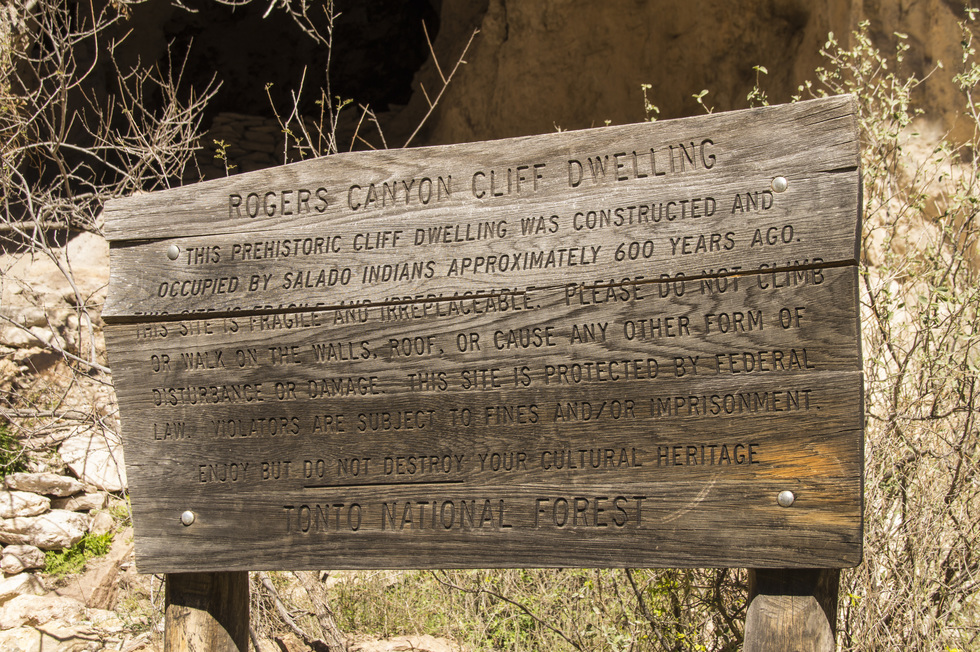 ROGERS CANYON CLIFF DWELLING
THIS PREHISTORIC CLIFF DWELLING WAS CONSTRUCTED AND
OCCUPIED BY SALADO INDIANS APPROXIMATELY 600 YEARS AGO.
THIS SITE IS FRAGILE AND IRREPLACEABLE. PLEASE DO NOT CLIMB
OR WALK ON THE WALLS, ROOF, OR CAUSE ANY OTHER FORM OF
DISTURBANCE OR DAMAGE. THIS SITE IS PROTECTED BY FEDERAL
LAW. VIOLATORS ARE SUBJECT TO FINES AND/OR IMPRISONMENT.
ENJOY BUT DO NOT DESTROY YOUR CULTURAL HERITAGE
TONTO NATIONAL FOREST